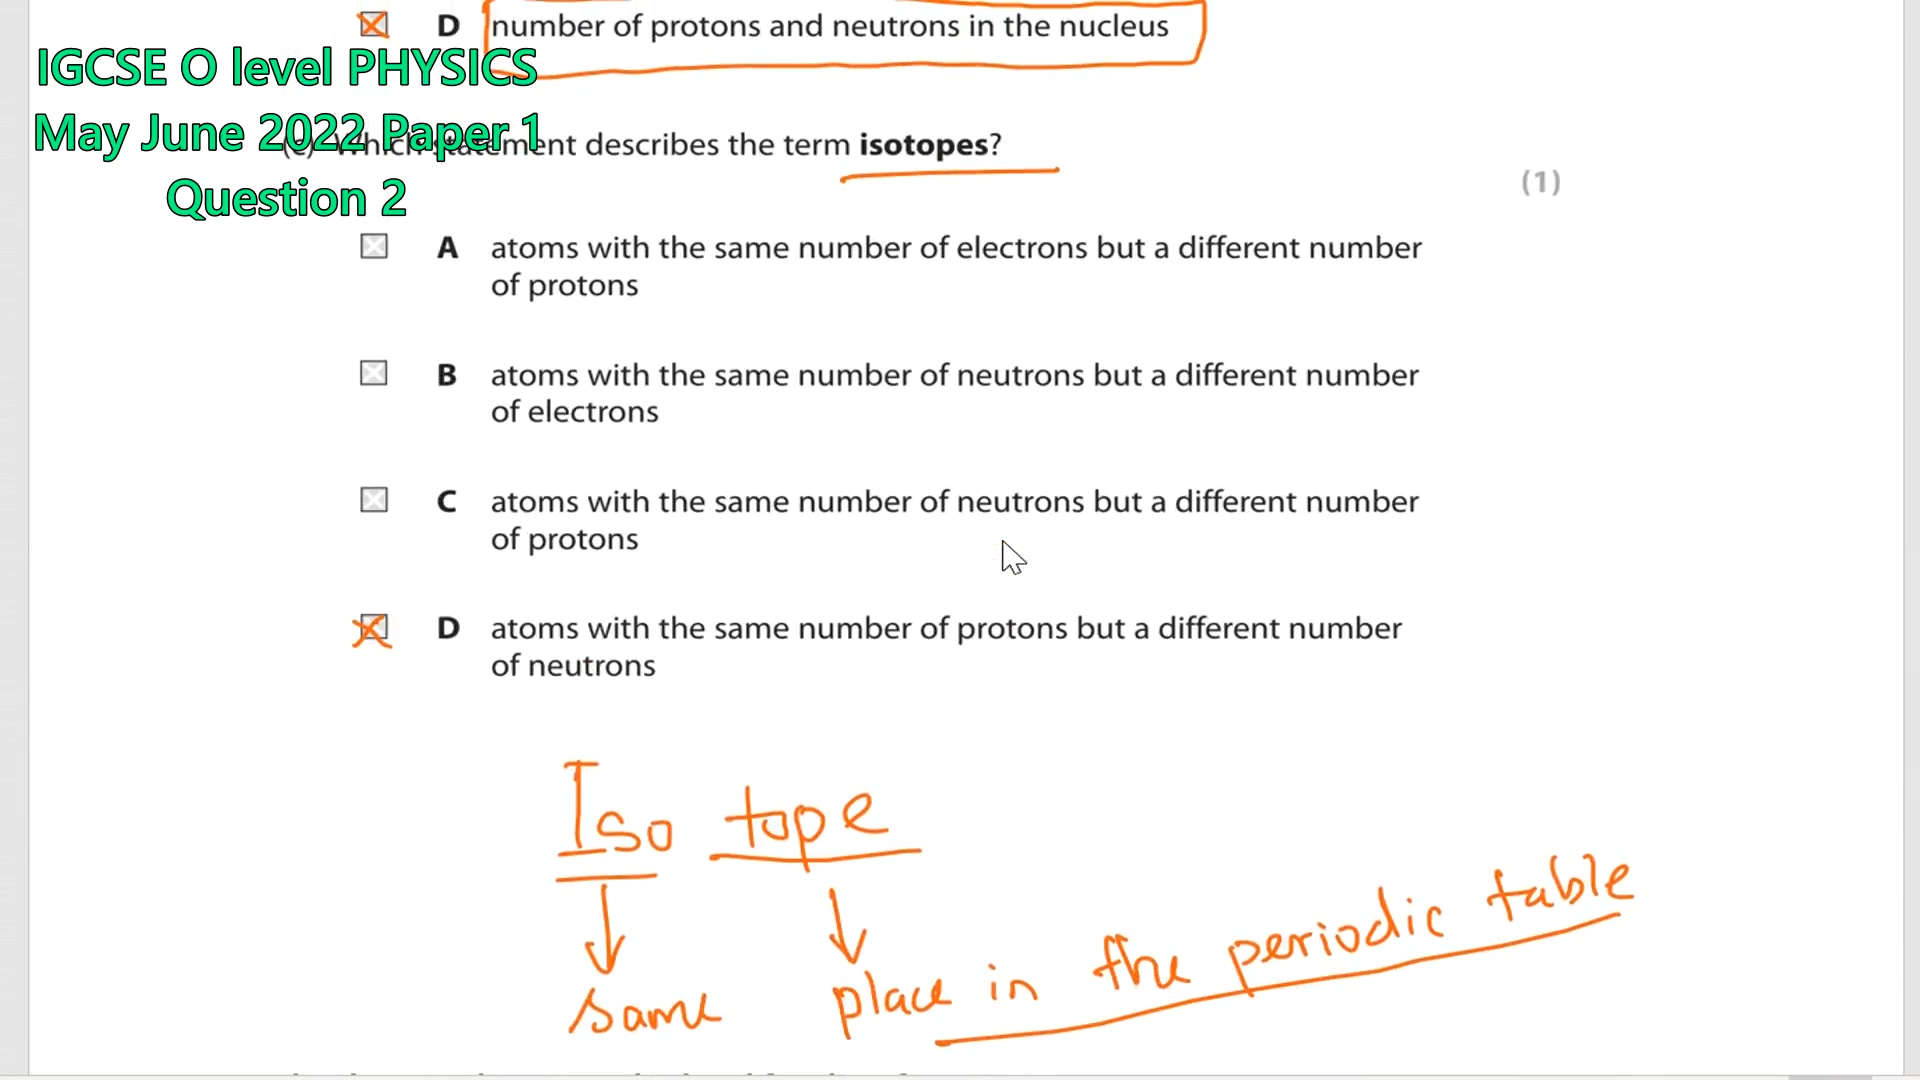 D number of protons and neutrons in the nucleus
IGCSE O level PHYSICS
May June 2022 Paper 1
(c) Which statement describes the term isotopes?
Question 2
(1)
A atoms with the same number of electrons but a different number
of protons
B atoms with the same number of neutrons but a different number
of electrons
C atoms with the same number of neutrons but a different number
of protons
D atoms with the same number of protons but a different number
of neutrons
Iso tope
same place in the periodic table